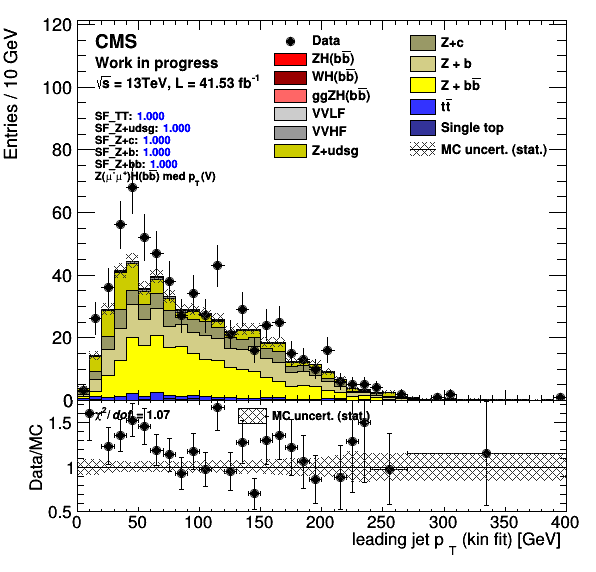 CMS
Work in progress
√s = 13TeV, L = 41.53 fb⁻¹
SF_TT: 1.000
SF_Z+udsg: 1.000
SF_Z+c: 1.000
SF_Z+b: 1.000
SF_Z+bb: 1.000
Z(μ⁻μ⁺)H(bb̅) med p_T(V)
Data
ZH(bb̅)
WH(bb̅)
ggZH(bb̅)
VVLF
VVHF
Z+udsg
Z+c
Z + b
Z + bb̅
tt̅
Single top
MC uncert. (stat.)
Entries / 10 GeV
120
100
80
60
40
20
0
χ²/ dof = 1.07
MC uncert. (stat.)
Data/MC
1.5
1
0.5
0 50 100 150 200 250 300 350 400
leading jet p_T (kin fit) [GeV]